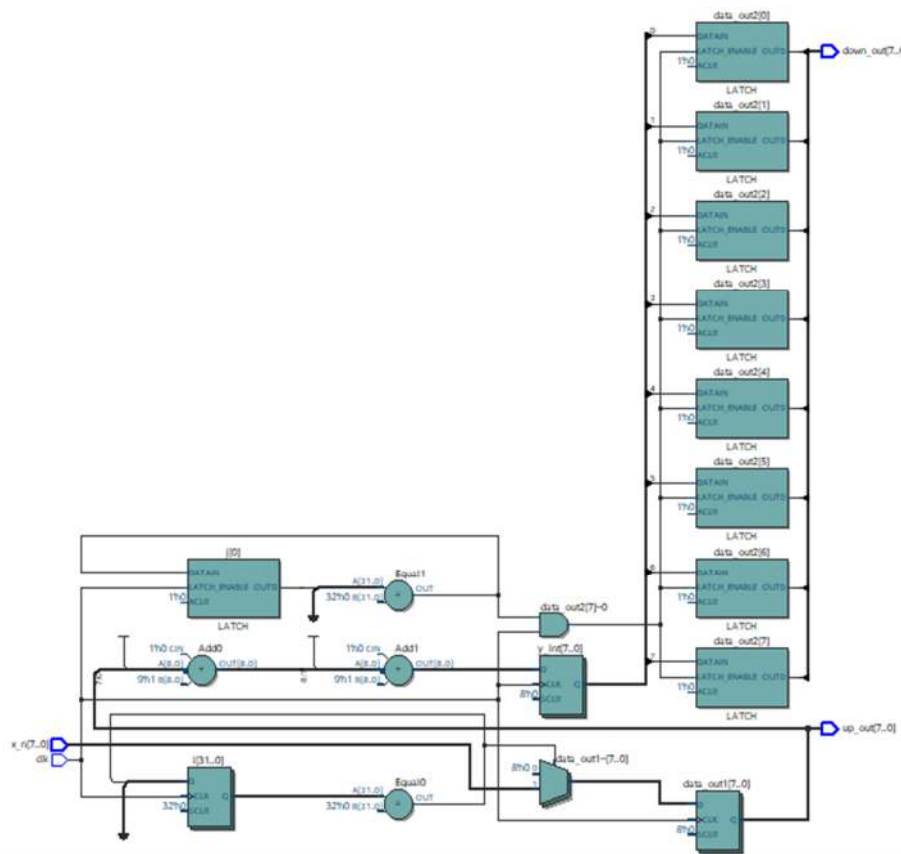 data_out2[0]
0
DATAIN
LATCH_ENABLE OUT0
1'h0 ACLR
LATCH
down_out[7..0
data_out2[1]
1
DATAIN
LATCH_ENABLE OUT0
1'h0 ACLR
LATCH
data_out2[2]
2
DATAIN
LATCH_ENABLE OUT0
1'h0 ACLR
LATCH
data_out2[3]
3
DATAIN
LATCH_ENABLE OUT0
1'h0 ACLR
LATCH
data_out2[4]
4
DATAIN
LATCH_ENABLE OUT0
1'h0 ACLR
LATCH
data_out2[5]
5
DATAIN
LATCH_ENABLE OUT0
1'h0 ACLR
LATCH
data_out2[6]
6
DATAIN
LATCH_ENABLE OUT0
1'h0 ACLR
LATCH
data_out2[7]
7
DATAIN
LATCH_ENABLE OUT0
1'h0 ACLR
LATCH
j[0]
DATAIN
LATCH_ENABLE OUT0
1'h0 ACLR
LATCH
Equal1
A[31..0]
32'h0 B[31..0]
OUT
data_out2[7]~0
Add0
1'h0 CIN
A[8..0]
9'h1 B[8..0]
OUT[8..0]
Add1
1'h0 CIN
A[8..0]
9'h1 B[8..0]
OUT[8..0]
y_int[7..0]
D
CLK Q
8'h0 SCLR
x_n[7..0]
clk
up_out[7..0]
i[31..0]
D
CLK Q
32'h0 SCLR
Equal0
A[31..0]
32'h0 B[31..0]
OUT
data_out1~[7..0]
8'h0 0
1
data_out1[7..0]
D
CLK Q
8'h0 SCLR